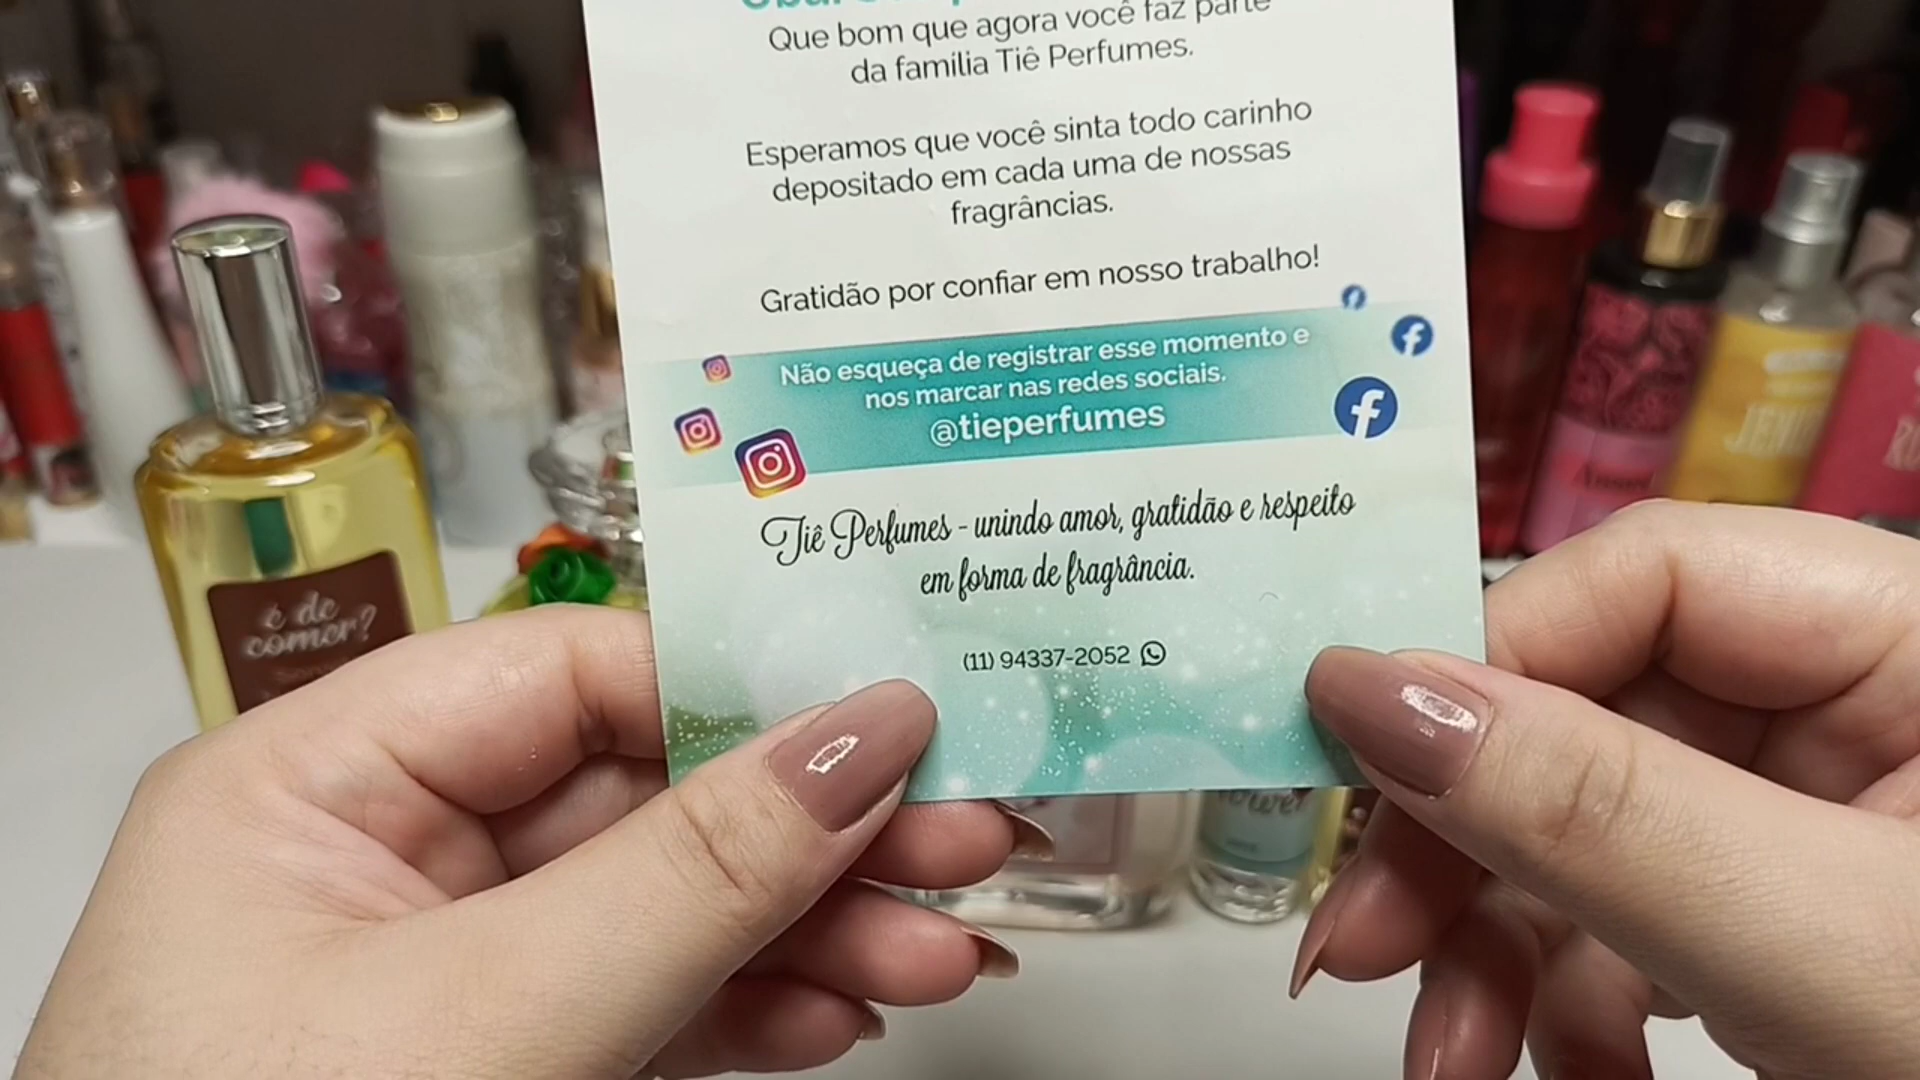 Que bom que agora você faz parte
da família Tiê Perfumes.
Esperamos que você sinta todo carinho
depositado em cada uma de nossas
fragrâncias.
Gratidão por confiar em nosso trabalho!
Não esqueça de registrar esse momento e
nos marcar nas redes sociais.
@tieperfumes
Tiê Perfumes - unindo amor, gratidão e respeito
em forma de fragrância.
(11) 94337-2052
é de
comer?